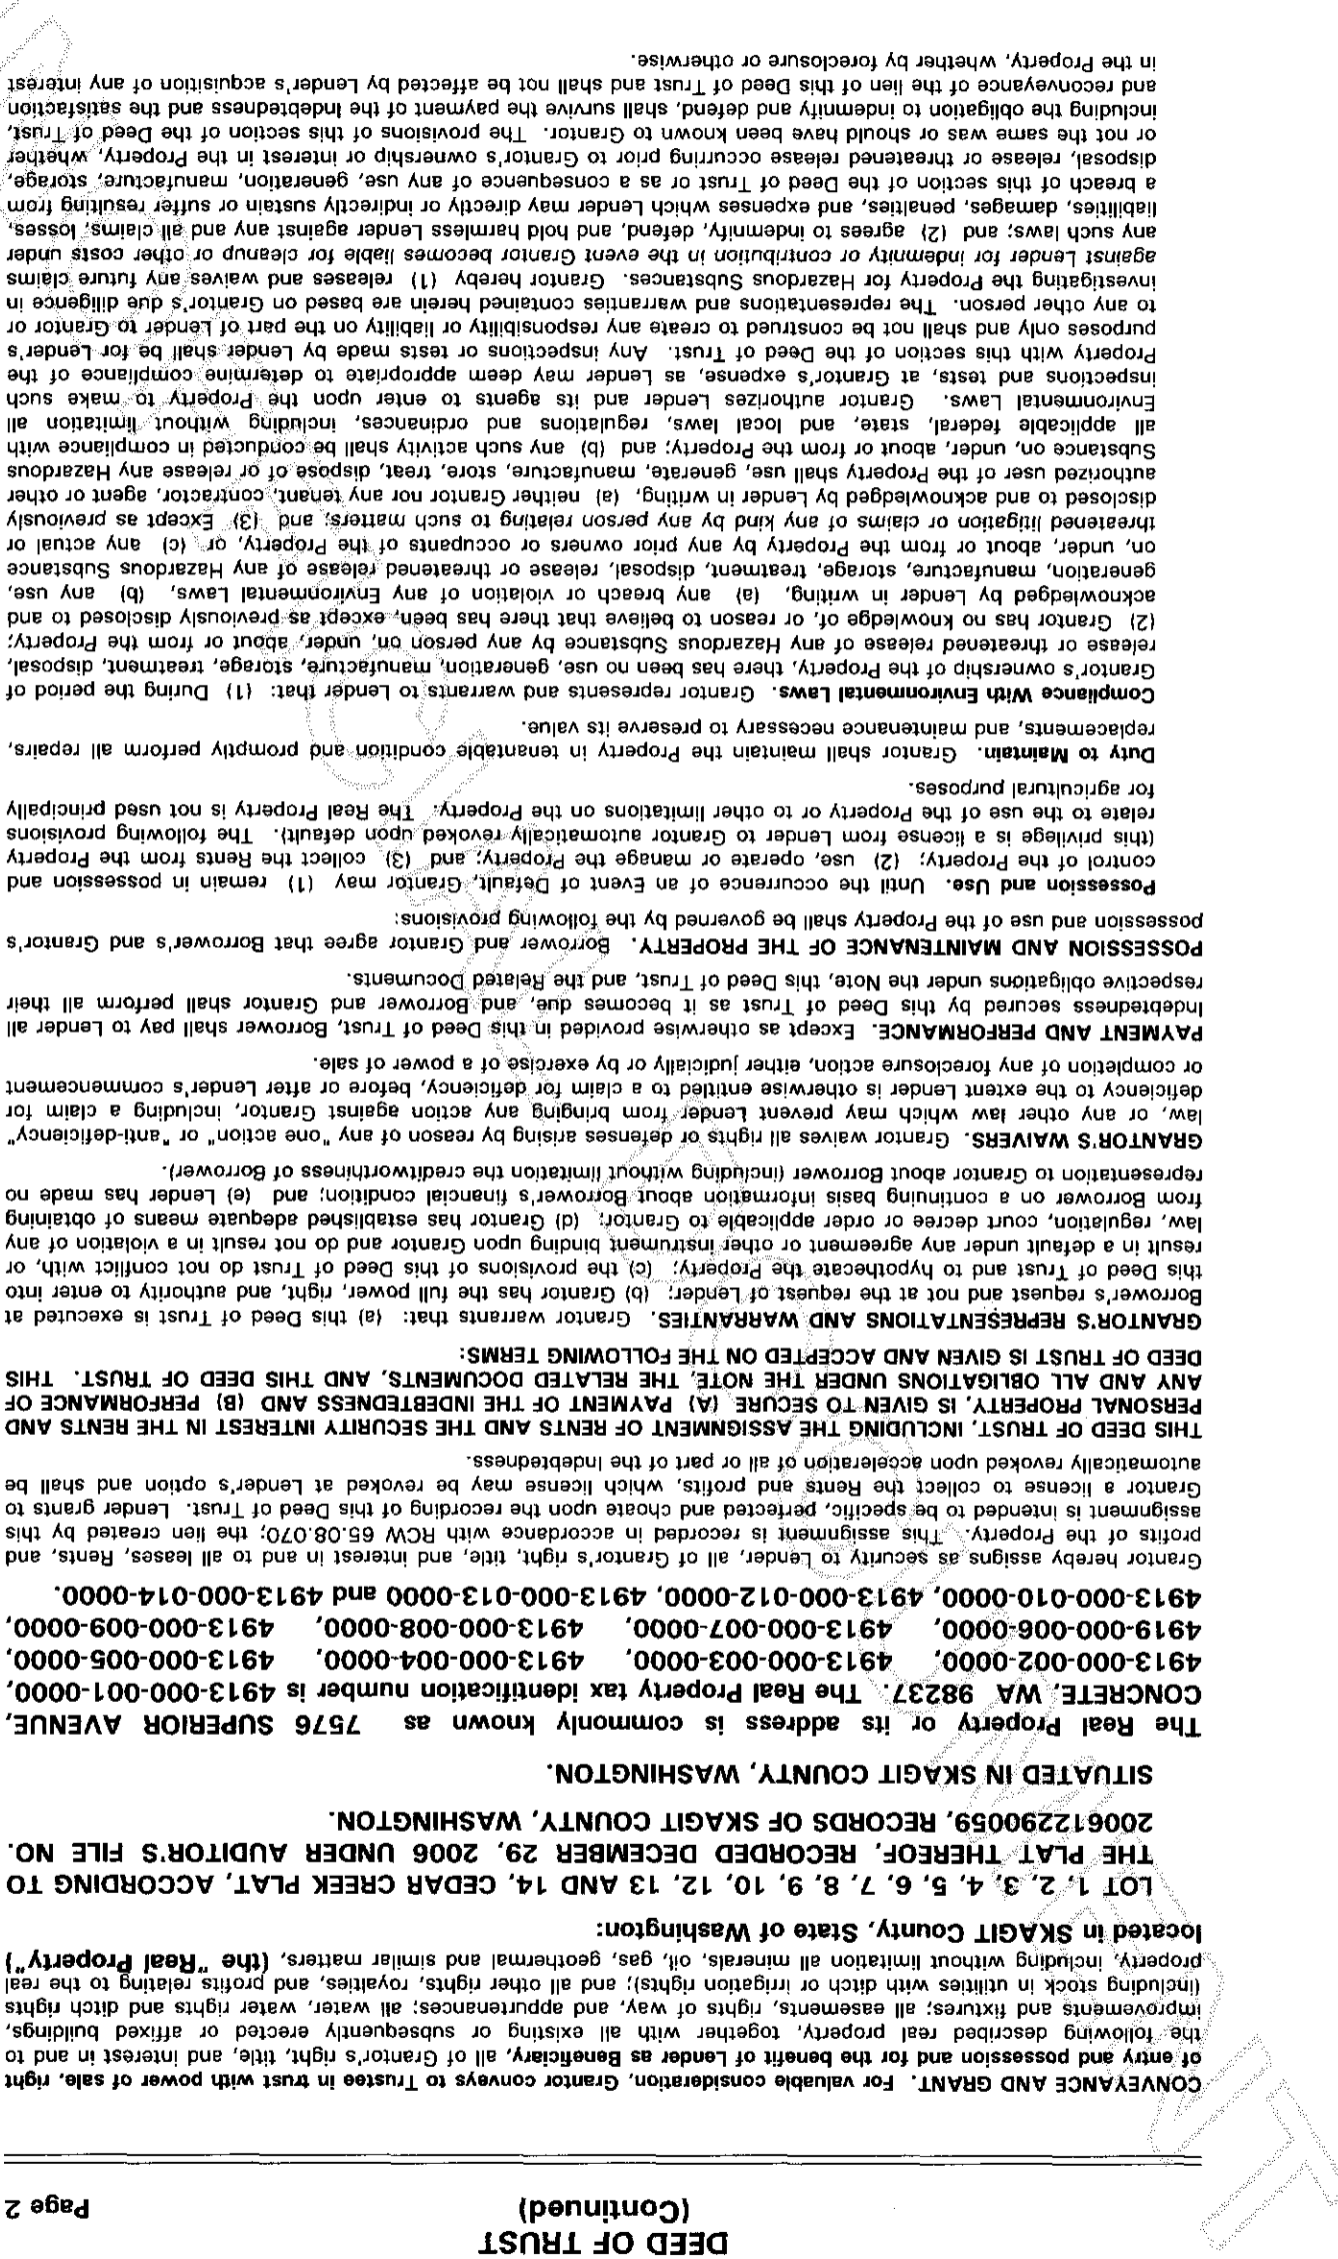 DEED OF TRUST
(Continued)
Page 2
CONVEYANCE AND GRANT. For valuable consideration, Grantor conveys to Trustee in trust with power of sale, right
of entry and possession and for the benefit of Lender as Beneficiary, all of Grantor's right, title, and interest in and to
the following described real property, together with all existing or subsequently erected or affixed buildings,
improvements and fixtures; all easements, rights of way, and appurtenances; all water, water rights and ditch rights
(including stock in utilities with ditch or irrigation rights); and all other rights, royalties, and profits relating to the real
property, including without limitation all minerals, oil, gas, geothermal and similar matters, (the "Real Property")
located in SKAGIT County, State of Washington:
LOT 1, 2, 3, 4, 5, 6, 7, 8, 9, 10, 12, 13 AND 14, CEDAR CREEK PLAT, ACCORDING TO
THE PLAT THEREOF, RECORDED DECEMBER 29, 2006 UNDER AUDITOR'S FILE NO.
200612290059, RECORDS OF SKAGIT COUNTY, WASHINGTON.
SITUATED IN SKAGIT COUNTY, WASHINGTON.
The Real Property or its address is commonly known as 7576 SUPERIOR AVENUE,
CONCRETE, WA 98237. The Real Property tax identification number is 4913-000-001-0000,
4913-000-002-0000, 4913-000-003-0000, 4913-000-004-0000, 4913-000-005-0000,
4919-000-006-0000, 4913-000-007-0000, 4913-000-008-0000, 4913-000-009-0000,
4913-000-010-0000, 4913-000-012-0000, 4913-000-013-0000 and 4913-000-014-0000.
Grantor hereby assigns as security to Lender, all of Grantor's right, title, and interest in and to all leases, Rents, and
profits of the Property. This assignment is recorded in accordance with RCW 65.08.070; the lien created by this
assignment is intended to be specific, perfected and choate upon the recording of this Deed of Trust. Lender grants to
Grantor a license to collect the Rents and profits, which license may be revoked at Lender's option and shall be
automatically revoked upon acceleration of all or part of the Indebtedness.
THIS DEED OF TRUST, INCLUDING THE ASSIGNMENT OF RENTS AND THE SECURITY INTEREST IN THE RENTS AND
PERSONAL PROPERTY, IS GIVEN TO SECURE (A) PAYMENT OF THE INDEBTEDNESS AND (B) PERFORMANCE OF
ANY AND ALL OBLIGATIONS UNDER THE NOTE, THE RELATED DOCUMENTS, AND THIS DEED OF TRUST. THIS
DEED OF TRUST IS GIVEN AND ACCEPTED ON THE FOLLOWING TERMS:
GRANTOR'S REPRESENTATIONS AND WARRANTIES. Grantor warrants that: (a) this Deed of Trust is executed at
Borrower's request and not at the request of Lender; (b) Grantor has the full power, right, and authority to enter into
this Deed of Trust and to hypothecate the Property; (c) the provisions of this Deed of Trust do not conflict with, or
result in a default under any agreement or other instrument binding upon Grantor and do not result in a violation of any
law, regulation, court decree or order applicable to Grantor; (d) Grantor has established adequate means of obtaining
from Borrower on a continuing basis information about Borrower's financial condition; and (e) Lender has made no
representation to Grantor about Borrower (including without limitation the creditworthiness of Borrower).
GRANTOR'S WAIVERS. Grantor waives all rights or defenses arising by reason of any "one action" or "anti-deficiency"
law, or any other law which may prevent Lender from bringing any action against Grantor, including a claim for
deficiency to the extent Lender is otherwise entitled to a claim for deficiency, before or after Lender's commencement
or completion of any foreclosure action, either judicially or by exercise of a power of sale.
PAYMENT AND PERFORMANCE. Except as otherwise provided in this Deed of Trust, Borrower shall pay to Lender all
Indebtedness secured by this Deed of Trust as it becomes due, and Borrower and Grantor shall perform all their
respective obligations under the Note, this Deed of Trust, and the Related Documents.
POSSESSION AND MAINTENANCE OF THE PROPERTY. Borrower and Grantor agree that Borrower's and Grantor's
possession and use of the Property shall be governed by the following provisions:
Possession and Use. Until the occurrence of an Event of Default, Grantor may (1) remain in possession and
control of the Property; (2) use, operate or manage the Property; and (3) collect the Rents from the Property
(this privilege is a license from Lender to Grantor automatically revoked upon default). The following provisions
relate to the use of the Property or to other limitations on the Property. The Real Property is not used principally
for agricultural purposes.
Duty to Maintain. Grantor shall maintain the Property in tenantable condition and promptly perform all repairs,
replacements, and maintenance necessary to preserve its value.
Compliance With Environmental Laws. Grantor represents and warrants to Lender that: (1) During the period of
Grantor's ownership of the Property, there has been no use, generation, manufacture, storage, treatment, disposal,
release or threatened release of any Hazardous Substance by any person on, under, about or from the Property;
(2) Grantor has no knowledge of, or reason to believe that there has been, except as previously disclosed to and
acknowledged by Lender in writing, (a) any breach or violation of any Environmental Laws, (b) any use,
generation, manufacture, storage, treatment, disposal, release or threatened release of any Hazardous Substance
on, under, about or from the Property by any prior owners or occupants of the Property, or (c) any actual or
threatened litigation or claims of any kind by any person relating to such matters; and (3) Except as previously
disclosed to and acknowledged by Lender in writing, (a) neither Grantor nor any tenant, contractor, agent or other
authorized user of the Property shall use, generate, manufacture, store, treat, dispose of or release any Hazardous
Substance on, under, about or from the Property; and (b) any such activity shall be conducted in compliance with
all applicable federal, state, and local laws, regulations and ordinances, including without limitation all
Environmental Laws. Grantor authorizes Lender and its agents to enter upon the Property to make such
inspections and tests, at Grantor's expense, as Lender may deem appropriate to determine compliance of the
Property with this section of the Deed of Trust. Any inspections or tests made by Lender shall be for Lender's
purposes only and shall not be construed to create any responsibility or liability on the part of Lender to Grantor or
to any other person. The representations and warranties contained herein are based on Grantor's due diligence in
investigating the Property for Hazardous Substances. Grantor hereby (1) releases and waives any future claims
against Lender for indemnity or contribution in the event Grantor becomes liable for cleanup or other costs under
any such laws; and (2) agrees to indemnify, defend, and hold harmless Lender against any and all claims, losses,
liabilities, damages, penalties, and expenses which Lender may directly or indirectly sustain or suffer resulting from
a breach of this section of the Deed of Trust or as a consequence of any use, generation, manufacture, storage,
disposal, release or threatened release occurring prior to Grantor's ownership or interest in the Property, whether
or not the same was or should have been known to Grantor. The provisions of this section of the Deed of Trust,
including the obligation to indemnify and defend, shall survive the payment of the Indebtedness and the satisfaction
and reconveyance of the lien of this Deed of Trust and shall not be affected by Lender's acquisition of any interest
in the Property, whether by foreclosure or otherwise.